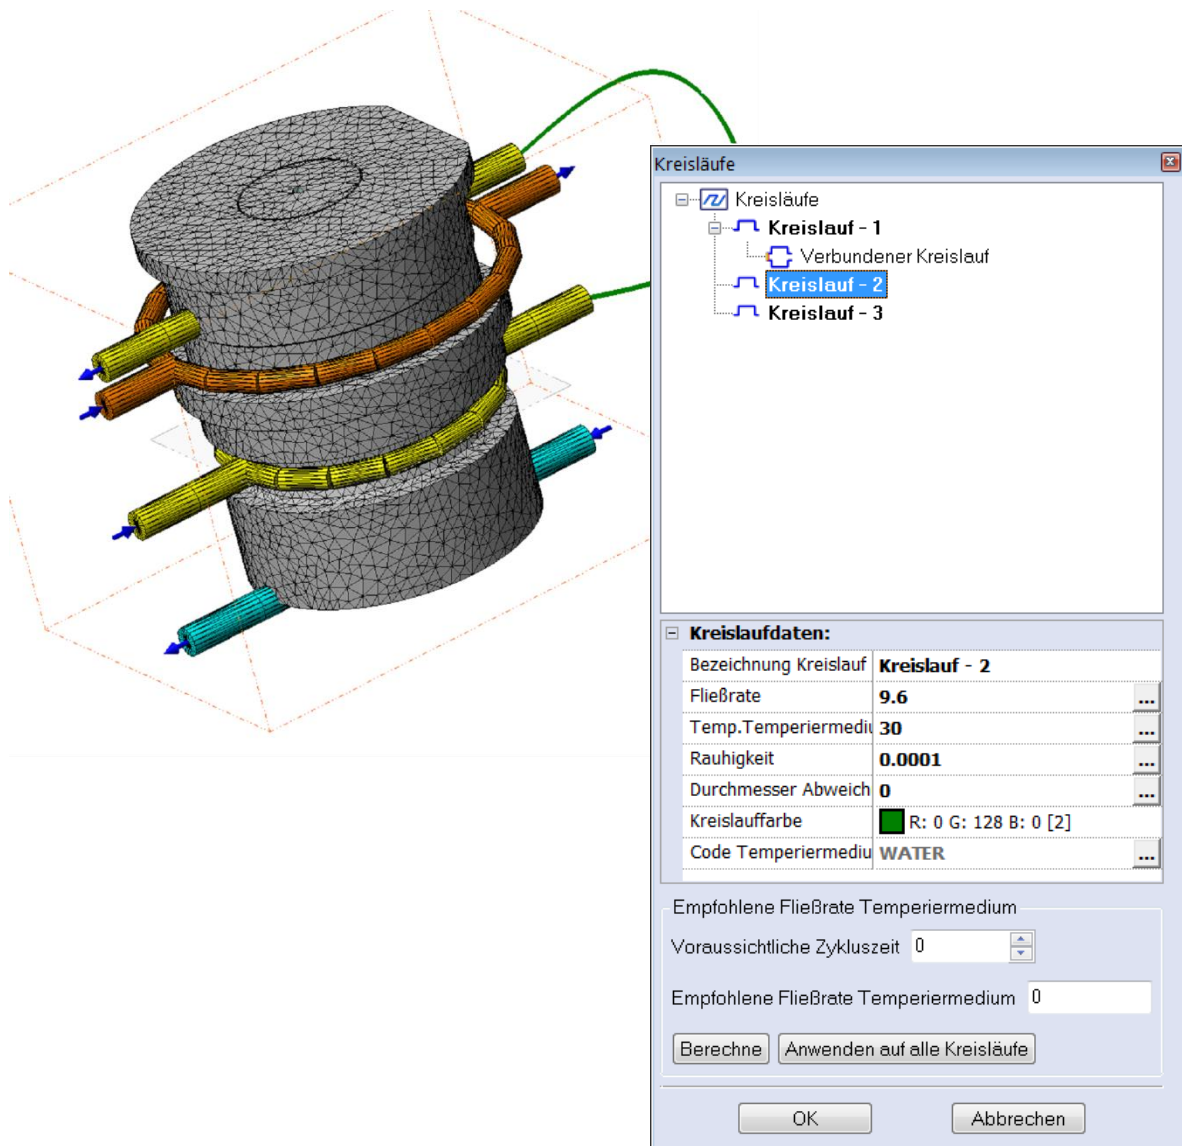 Kreisläufe
Kreisläufe
Kreislauf - 1
Verbundener Kreislauf
Kreislauf - 2
Kreislauf - 3
Kreislaufdaten:
Bezeichnung Kreislauf Kreislauf - 2
Fließrate 9.6 ...
Temp.Temperiermediu 30 ...
Rauhigkeit 0.0001 ...
Durchmesser Abweich 0 ...
Kreislauffarbe R: 0 G: 128 B: 0 [2]
Code Temperiermediu WATER ...
Empfohlene Fließrate Temperiermedium
Voraussichtliche Zykluszeit 0
Empfohlene Fließrate Temperiermedium 0
Berechne Anwenden auf alle Kreisläufe
OK Abbrechen